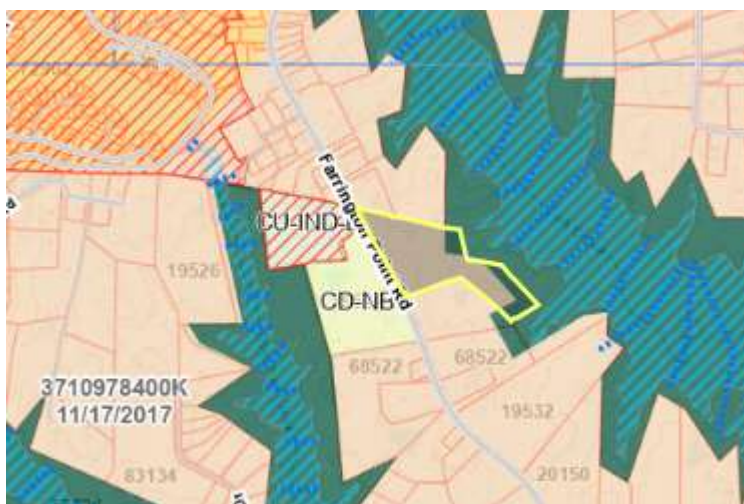 Farrington Point Rd
CU-IND-L
19526
CD-NB
68522
68522
3710978400K
11/17/2017
19532
83134
20150